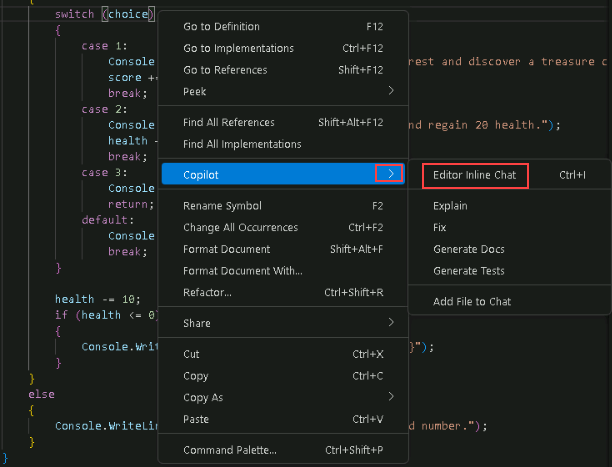 {
switch (choice)
{
case 1:
Console rest and discover a treasure c
score +
break;
case 2:
Console nd regain 20 health.");
health
break;
case 3:
Console
return;
default:
Console
break;
}
health -= 10;
if (health <= 0)
{
Console.Writ }");
}
}
else
{
Console.WriteLin d number.");
}
}
Go to Definition F12
Go to Implementations Ctrl+F12
Go to References Shift+F12
Peek >
Find All References Shift+Alt+F12
Find All Implementations
Copilot >
Rename Symbol F2
Change All Occurrences Ctrl+F2
Format Document Shift+Alt+F
Format Document With...
Refactor... Ctrl+Shift+R
Share >
Cut Ctrl+X
Copy Ctrl+C
Copy As >
Paste Ctrl+V
Command Palette... Ctrl+Shift+P
Editor Inline Chat Ctrl+I
Explain
Fix
Generate Docs
Generate Tests
Add File to Chat